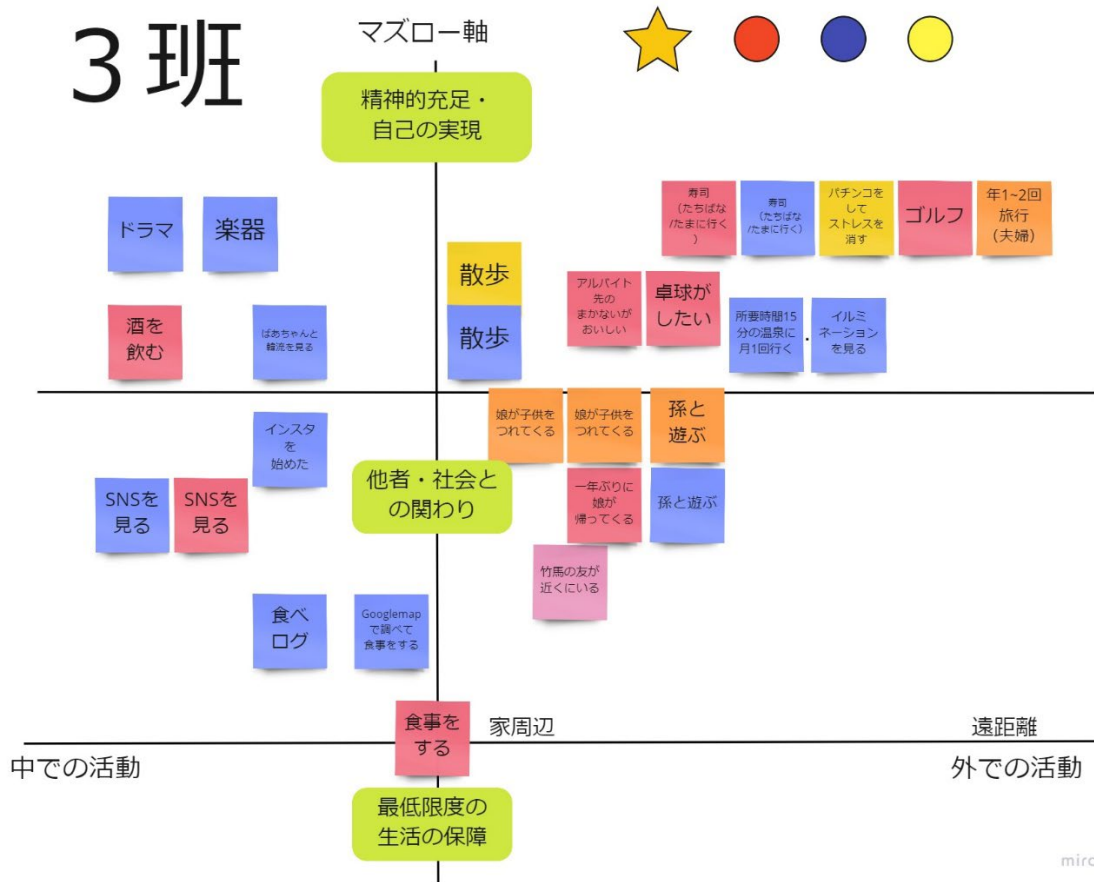 3班
マズロー軸
精神的充足・
自己の実現
ドラマ
楽器
酒を
飲む
ばあちゃんと
韓流を見る
散歩
散歩
寿司
（たちばな
/たまに行く
）
寿司
（たちばな
/たまに行く）
パチンコを
して
ストレスを
消す
ゴルフ
年1~2回
旅行
（夫婦）
アルバイト
先の
まかないが
おいしい
卓球が
したい
所要時間15
分の温泉に
月1回行く
・
イルミ
ネーション
を見る
インスタ
を
始めた
SNSを
見る
SNSを
見る
他者・社会と
の関わり
娘が子供を
つれてくる
娘が子供を
つれてくる
孫と
遊ぶ
一年ぶりに
娘が
帰ってくる
孫と遊ぶ
竹馬の友が
近くにいる
食べ
ログ
Googlemap
で調べて
食事をする
食事を
する
家周辺
遠距離
中での活動
外での活動
最低限度の
生活の保障
miro